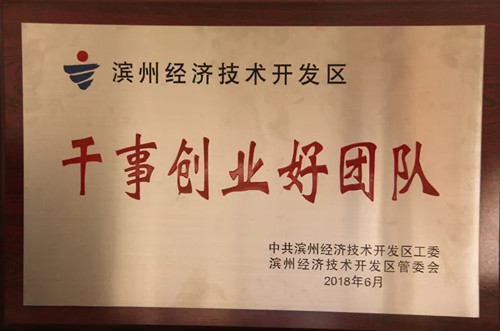 滨州经济技术开发区
干事创业好团队
中共滨州经济技术开发区工委
滨州经济技术开发区管委会
2018年6月